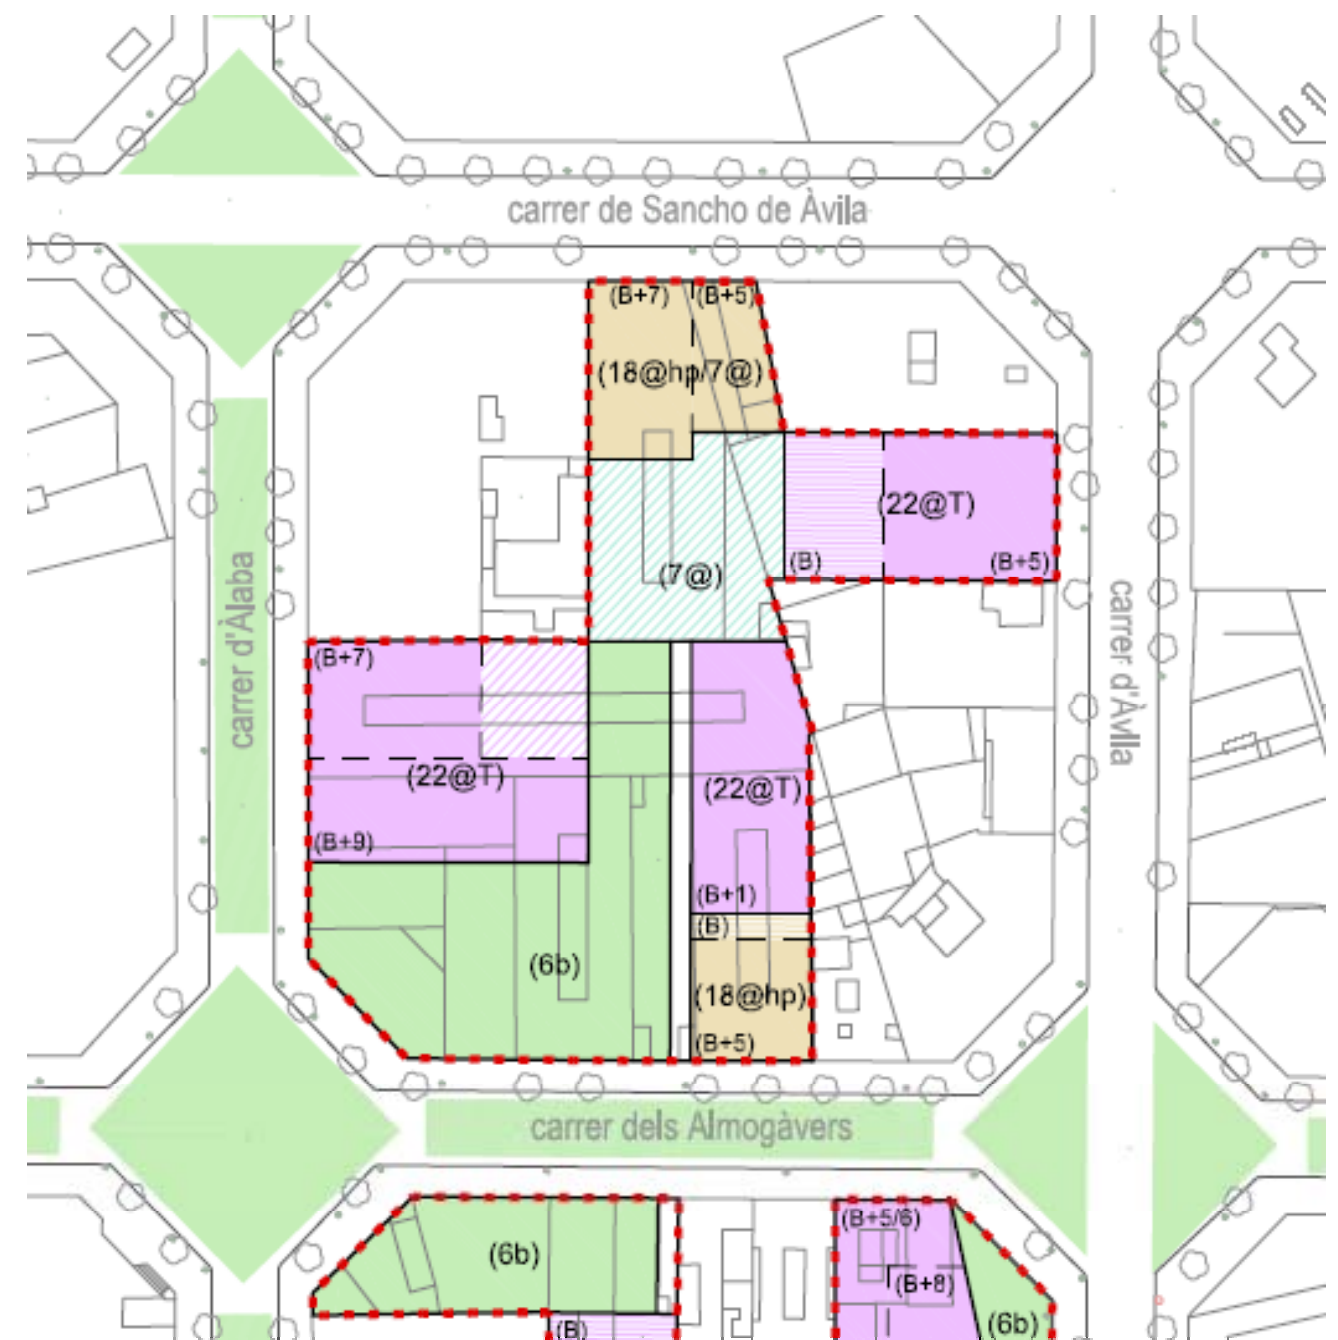 carrer de Sancho de Àvila
(B+7)
(B+5)
(18@hp/7@)
(22@T)
(B)
(B+5)
(7@)
carrer d'Àlaba
carrer d'Àvila
(B+7)
(22@T)
(22@T)
(B+9)
(B+1)
(B)
(6b)
(18@hp)
(B+5)
carrer dels Almogàvers
(B+5/6)
(6b)
(B+8)
(B)
(6b)